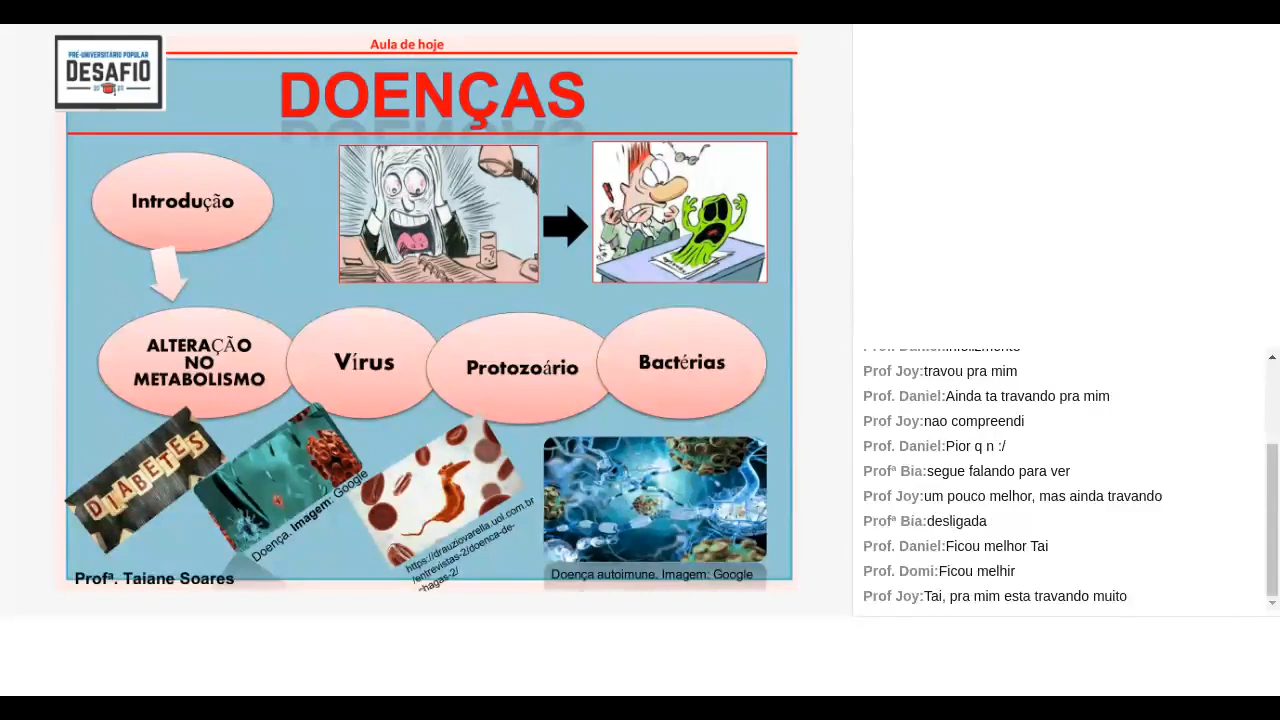 Aula de hoje
PRÉ-UNIVERSITÁRIO POPULAR
DESAFIO
DOENÇAS
Introdução
ALTERAÇÃO
NO
METABOLISMO
Vírus
Protozoário
Bactérias
DIABETES
Doença. Imagem: Google
https://drauziovarella.uol.com.br
/entrevistas-2/doenca-de-
chagas-2/
Doença autoimune. Imagem: Google
Profª. Taiane Soares
Prof Joy:travou pra mim
Prof. Daniel:Ainda ta travando pra mim
Prof Joy:nao compreendi
Prof. Daniel:Pior q n :/
Profª Bia:segue falando para ver
Prof Joy:um pouco melhor, mas ainda travando
Profª Bia:desligada
Prof. Daniel:Ficou melhor Tai
Prof. Domi:Ficou melhir
Prof Joy:Tai, pra mim esta travando muito